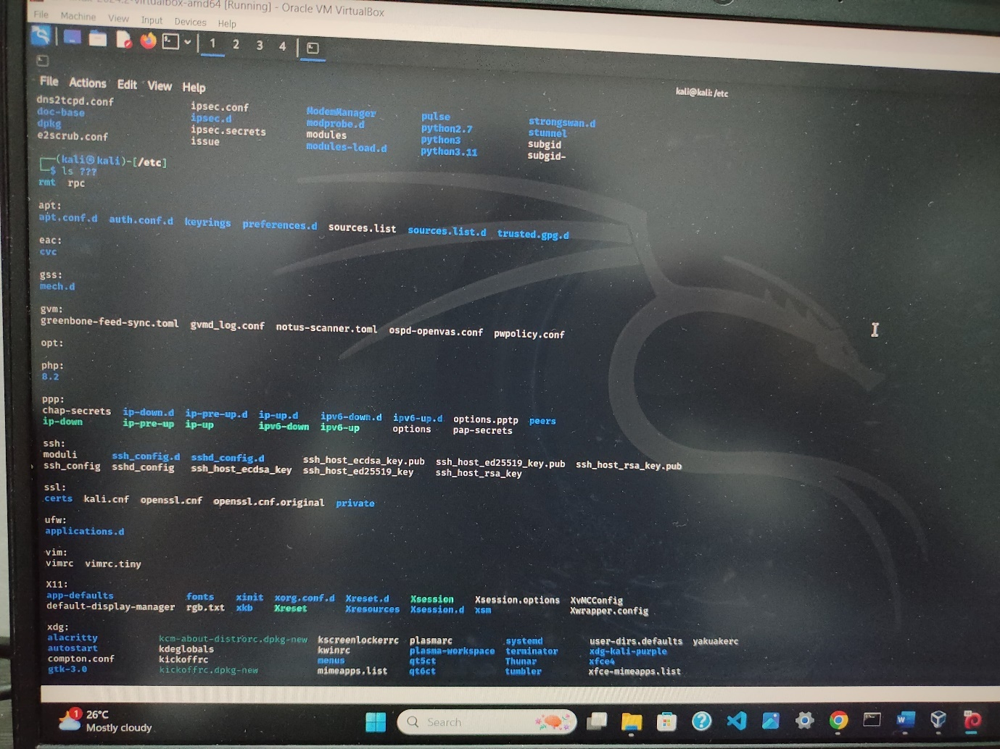 [Running] - Oracle VM VirtualBox
File Machine View Input Devices Help
1 2 3 4
File Actions Edit View Help
kali@kali: /etc
dns2tcpd.conf ipsec.conf ModemManager pulse strongswan.d
doc-base ipsec.d modprobe.d python2.7 stunnel
dpkg ipsec.secrets modules python3 subgid
e2scrub.conf issue modules-load.d python3.11 subgid-
(kali㉿kali)-[/etc]
$ ls ???
rmt rpc
apt:
apt.conf.d auth.conf.d keyrings preferences.d sources.list sources.list.d trusted.gpg.d
eac:
cvc
gss:
mech.d
gvm:
greenbone-feed-sync.toml gvmd_log.conf notus-scanner.toml ospd-openvas.conf pwpolicy.conf
opt:
php:
8.2
ppp:
chap-secrets ip-down.d ip-pre-up.d ip-up.d ipv6-down.d ipv6-up.d options.pptp peers
ip-down ip-pre-up ip-up ipv6-down ipv6-up options pap-secrets
ssh:
moduli ssh_config.d sshd_config.d ssh_host_ecdsa_key.pub ssh_host_ed25519_key.pub ssh_host_rsa_key.pub
ssh_config sshd_config ssh_host_ecdsa_key ssh_host_ed25519_key ssh_host_rsa_key
ssl:
certs kali.cnf openssl.cnf openssl.cnf.original private
ufw:
applications.d
vim:
vimrc vimrc.tiny
X11:
app-defaults fonts xinit xorg.conf.d Xreset.d Xsession Xsession.options XvMCConfig
default-display-manager rgb.txt xkb Xreset Xresources Xsession.d xsm Xwrapper.config
xdg:
alacritty kcm-about-distrorc.dpkg-new kscreenlockerrc plasmarc systemd user-dirs.defaults yakuakerc
autostart kdeglobals kwinrc plasma-workspace terminator xdg-kali-purple
compton.conf kickoffrc menus qt5ct Thunar xfce4
gtk-3.0 kickoffrc.dpkg-new mimeapps.list qt6ct tumbler xfce-mimeapps.list
1 26°C
Mostly cloudy
Search